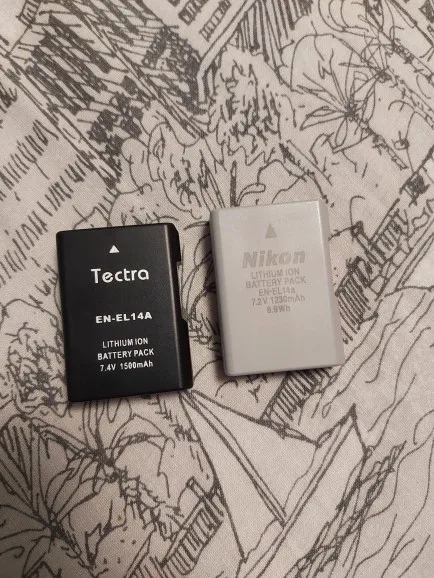 Tectra
EN-EL14A
LITHIUM ION
BATTERY PACK
7.4V 1500mAh
Nikon
LITHIUM ION
BATTERY PACK
EN-EL14a
7.2V 1230mAh
8.9Wh